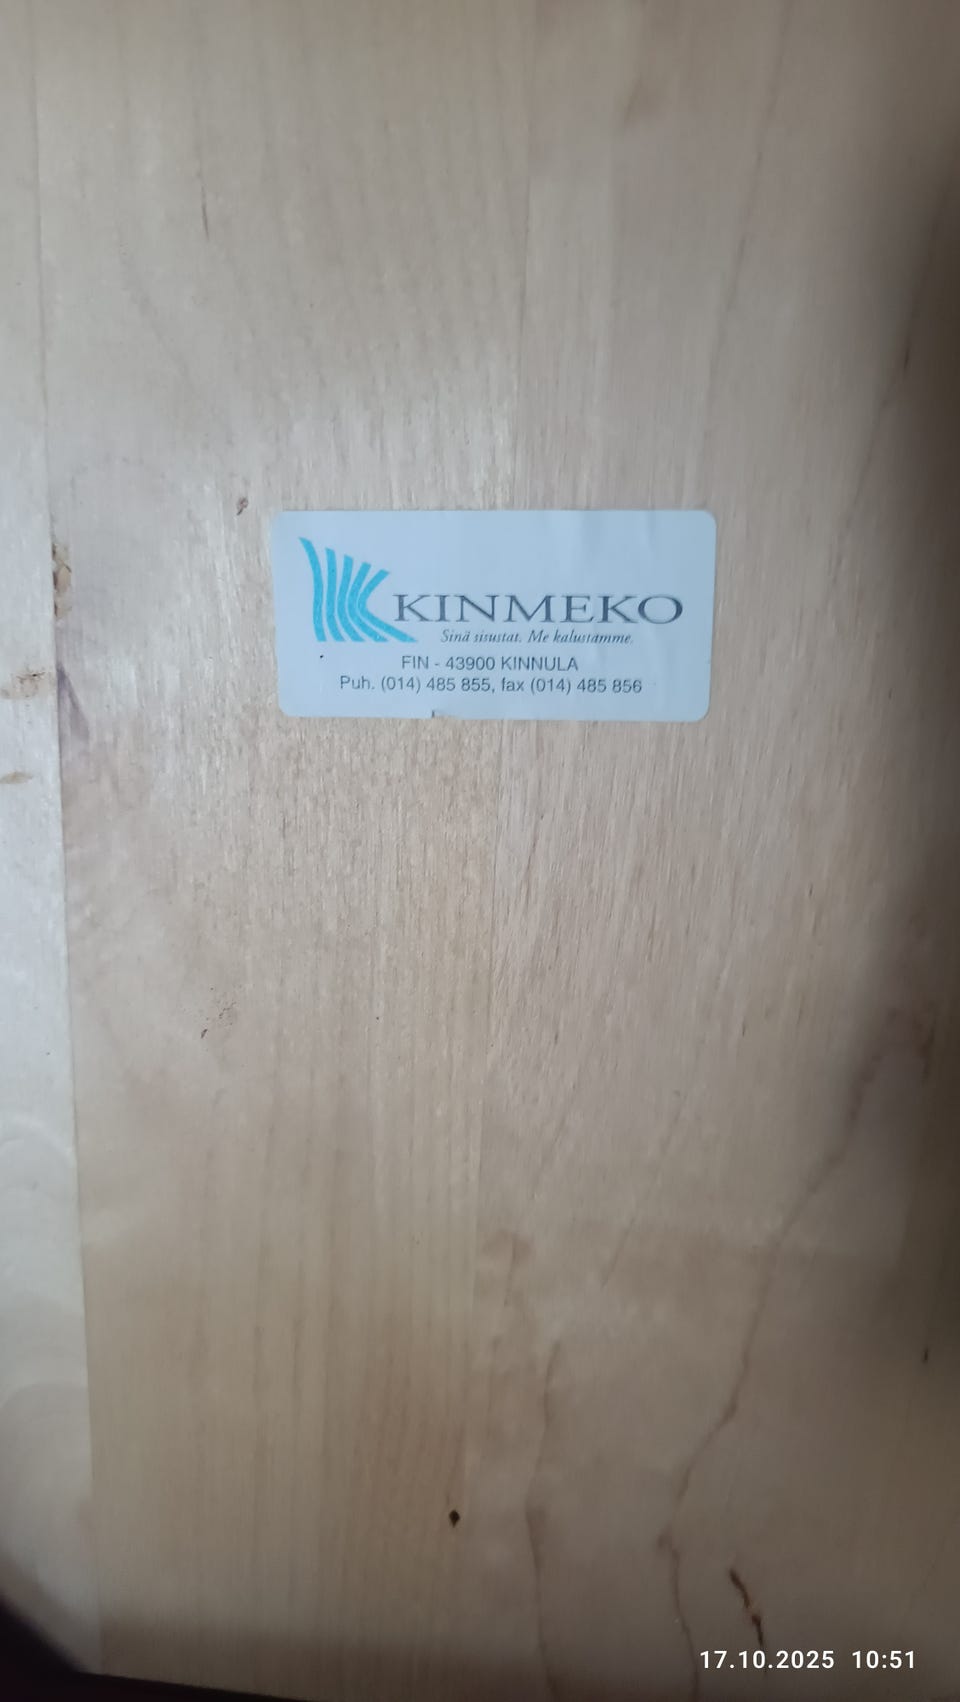 KINMEKO
Sinä sisustat. Me kalustamme.
FIN - 43900 KINNULA
Puh. (014) 485 855, fax (014) 485 856
17.10.2025 10:51